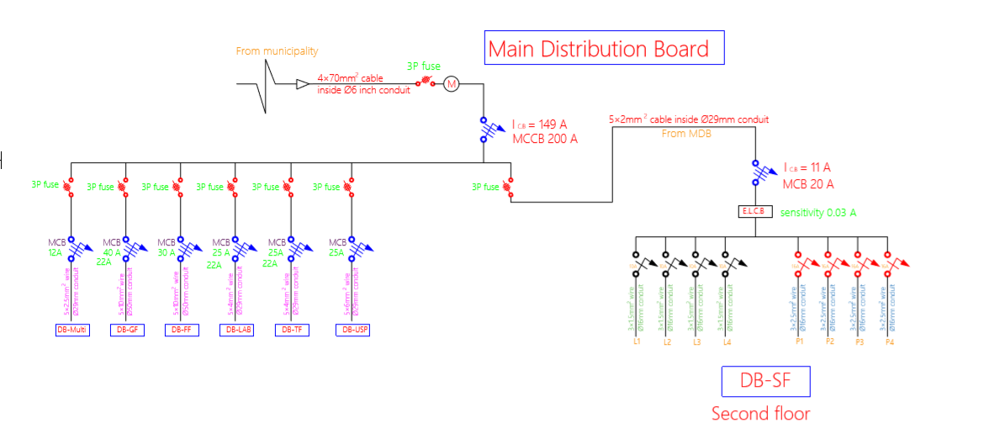 Main Distribution Board
From municipality
3P fuse
4×70mm² cable
inside Ø6 inch conduit
M
I C.B = 149 A
MCCB 200 A
5×2mm² cable inside Ø29mm conduit
From MDB
I C.B = 11 A
MCB 20 A
E.L.C.B
sensitivity 0.03 A
3P fuse
3P fuse
3P fuse
3P fuse
3P fuse
3P fuse
3P fuse
MCB
12A
MCB
40 A
22A
MCB
30 A
MCB
25 A
22A
MCB
25A
22A
MCB
25A
5×2.5mm² wire
Ø29mm conduit
5×10mm² wire
Ø50mm conduit
5×10mm² wire
Ø50mm conduit
5×4mm² wire
Ø29mm conduit
5×4mm² wire
Ø29mm conduit
5×6mm² wire
Ø29mm conduit
DB-Multi
DB-GF
DB-FF
DB-LAB
DB-TF
DB-USP
3×1.5mm² wire
Ø16mm conduit
3×1.5mm² wire
Ø16mm conduit
3×1.5mm² wire
Ø16mm conduit
3×1.5mm² wire
Ø16mm conduit
3×2.5mm² wire
Ø16mm conduit
3×2.5mm² wire
Ø16mm conduit
3×2.5mm² wire
Ø16mm conduit
3×2.5mm² wire
Ø16mm conduit
L1
L2
L3
L4
P1
P2
P3
P4
DB-SF
Second floor